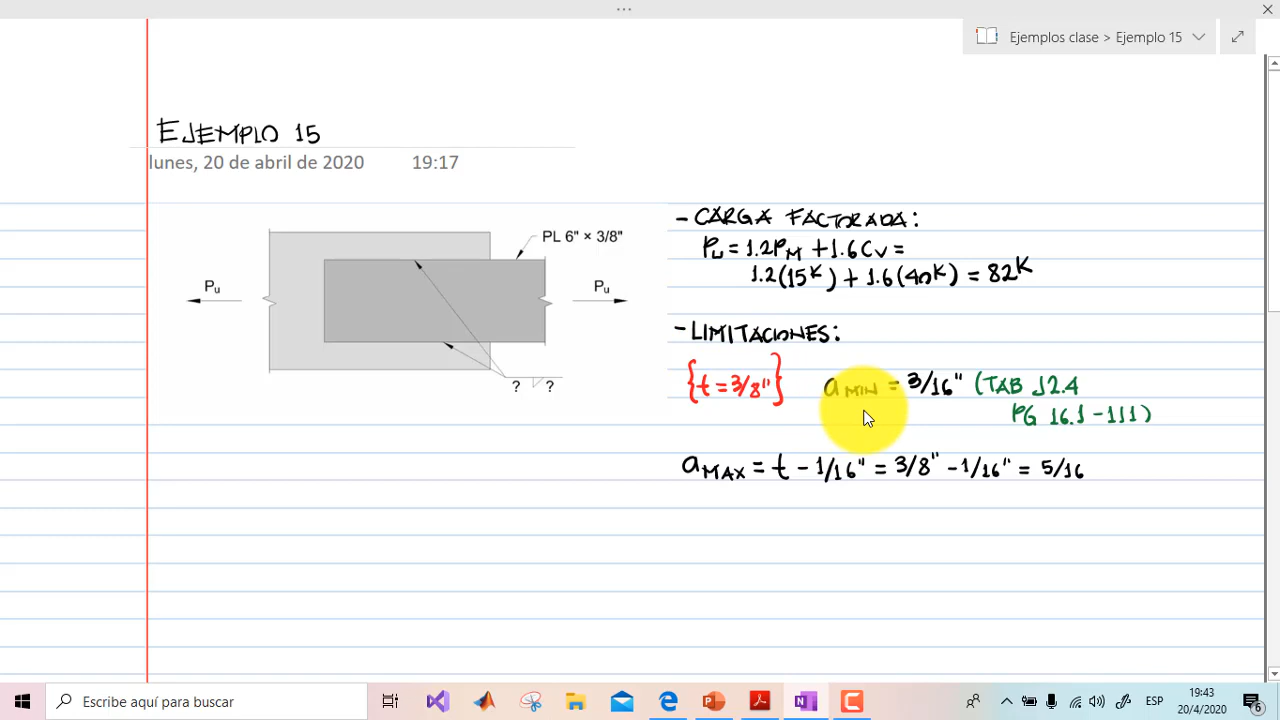 Ejemplos clase > Ejemplo 15
EJEMPLO 15
lunes, 20 de abril de 2020 19:17
PL 6" × 3/8"
Pu
Pu
? ?
- CARGA FACTORADA:
Pu = 1.2PM + 1.6CV =
1.2(15K) + 1.6(40K) = 82K
- LIMITACIONES:
{t = 3/8"} aMIN = 3/16" (TAB J2.4
PG 16.1 - 111)
aMAX = t - 1/16" = 3/8" - 1/16" = 5/16
Escribe aquí para buscar
ESP
19:43
20/4/2020
6